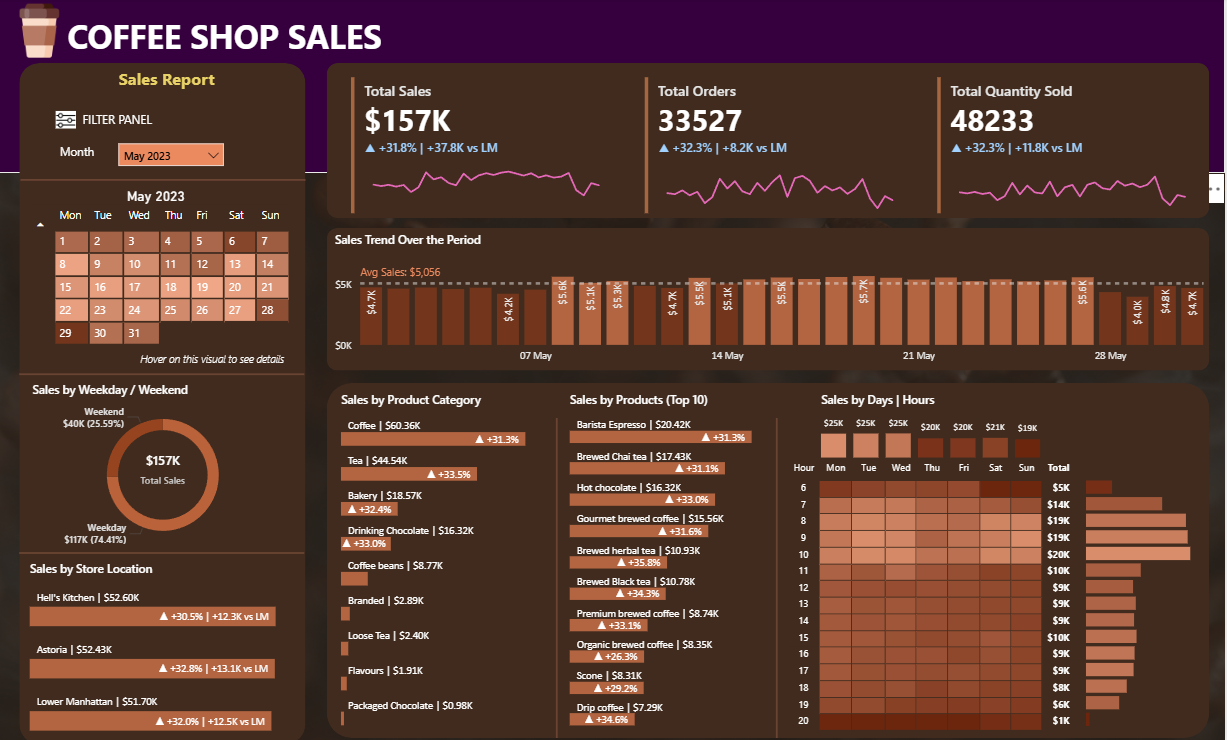 COFFEE SHOP SALES
Sales Report
FILTER PANEL
Month
May 2023
May 2023
Mon Tue Wed Thu Fri Sat Sun
1 2 3 4 5 6 7
8 9 10 11 12 13 14
15 16 17 18 19 20 21
22 23 24 25 26 27 28
29 30 31
Hover on this visual to see details
Sales by Weekday / Weekend
Weekend
$40K (25.59%)
$157K
Total Sales
Weekday
$117K (74.41%)
Sales by Store Location
Hell's Kitchen | $52.60K
▲ +30.5% | +12.3K vs LM
Astoria | $52.43K
▲ +32.8% | +13.1K vs LM
Lower Manhattan | $51.70K
▲ +32.0% | +12.5K vs LM
Total Sales
$157K
▲ +31.8% | +37.8K vs LM
Total Orders
33527
▲ +32.3% | +8.2K vs LM
Total Quantity Sold
48233
▲ +32.3% | +11.8K vs LM
Sales Trend Over the Period
Avg Sales: $5,056
$5K
$0K
$4.7K $4.2K $5.6K $5.1K $5.3K $4.7K $5.5K $5.1K $5.5K $5.7K $5.6K $4.0K $4.8K $4.7K
07 May 14 May 21 May 28 May
Sales by Product Category
Coffee | $60.36K
▲ +31.3%
Tea | $44.54K
▲ +33.5%
Bakery | $18.57K
▲ +32.4%
Drinking Chocolate | $16.32K
▲ +33.0%
Coffee beans | $8.77K
Branded | $2.89K
Loose Tea | $2.40K
Flavours | $1.91K
Packaged Chocolate | $0.98K
Sales by Products (Top 10)
Barista Espresso | $20.42K
▲ +31.3%
Brewed Chai tea | $17.43K
▲ +31.1%
Hot chocolate | $16.32K
▲ +33.0%
Gourmet brewed coffee | $15.56K
▲ +31.6%
Brewed herbal tea | $10.93K
▲ +35.8%
Brewed Black tea | $10.78K
▲ +34.3%
Premium brewed coffee | $8.74K
▲ +33.1%
Organic brewed coffee | $8.35K
▲ +26.3%
Scone | $8.31K
▲ +29.2%
Drip coffee | $7.29K
▲ +34.6%
Sales by Days | Hours
$25K $25K $25K $20K $20K $21K $19K
Hour Mon Tue Wed Thu Fri Sat Sun Total
6 $5K
7 $14K
8 $19K
9 $19K
10 $20K
11 $10K
12 $9K
13 $9K
14 $9K
15 $10K
16 $9K
17 $9K
18 $8K
19 $6K
20 $1K